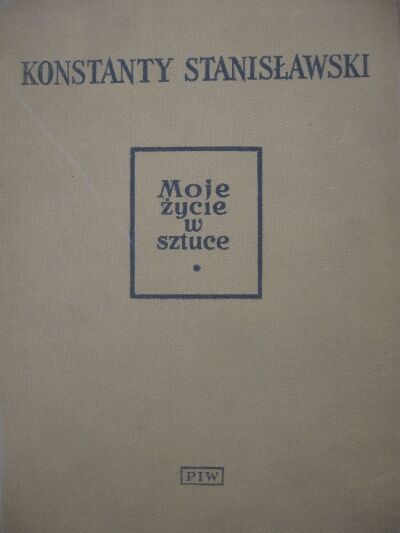 KONSTANTY STANISŁAWSKI
Moje
życie
w
sztuce
PIW